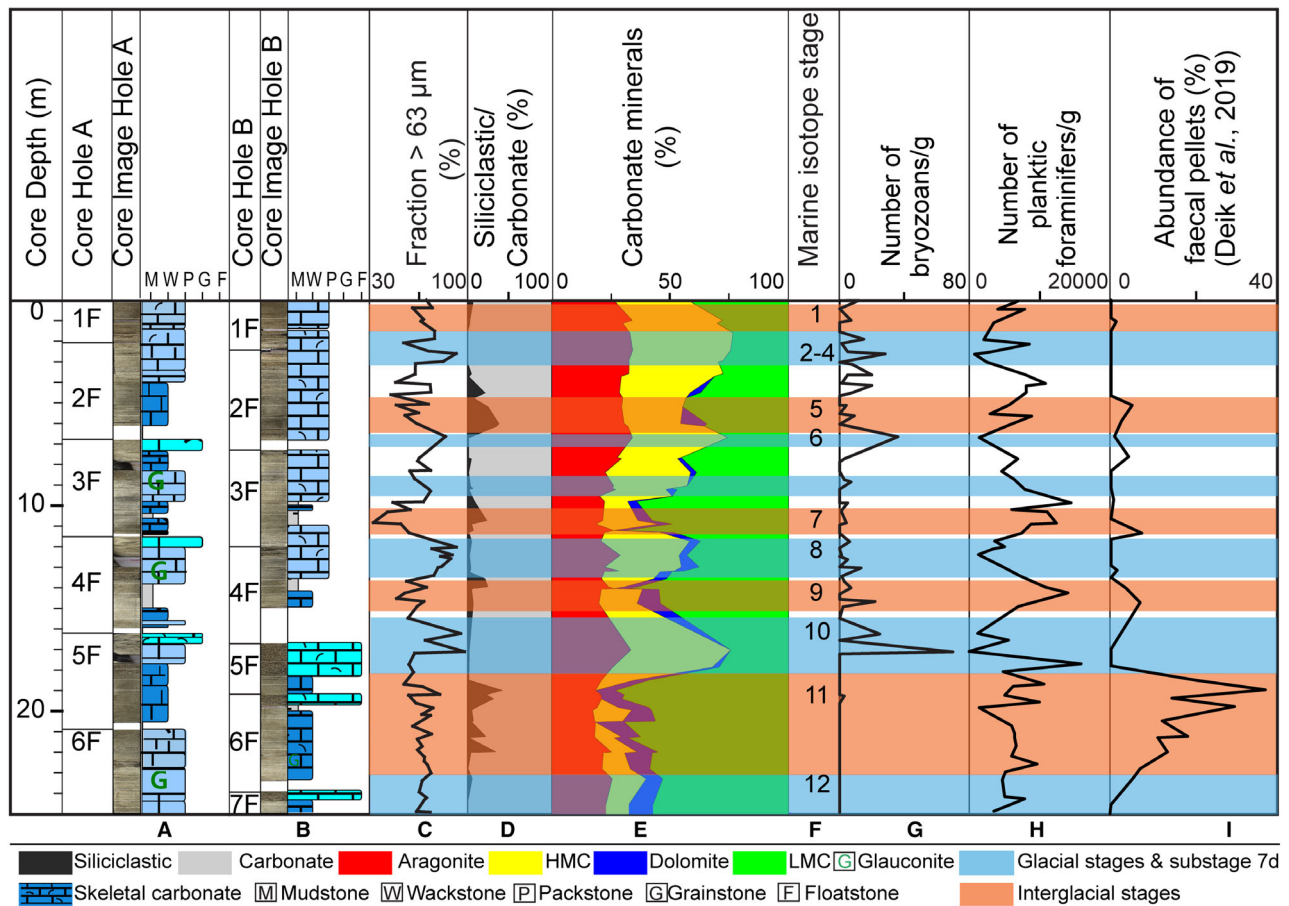 Core Depth (m)
Core Hole A
Core Image Hole A
M W P G F
Core Hole B
Core Image Hole B
M W P G F
Fraction > 63 µm
(%)
30 100
Siliciclastic/
Carbonate (%)
0 100
Carbonate minerals
(%)
0 50 100
Marine isotope stage
Number of
bryozoans/g
0 80
Number of
planktic
foraminifers/g
0 20000
Abundance of
faecal pellets (%)
(Deik et al., 2019)
0 40
0
10
20
1F
2F
3F
4F
5F
6F
G
G
G
1F
2F
3F
4F
5F
6F
7F
G
1
2-4
5
6
7
8
9
10
11
12
A B C D E F G H I
Siliciclastic Carbonate Aragonite HMC Dolomite LMC G Glauconite Glacial stages & substage 7d
Skeletal carbonate M Mudstone W Wackstone P Packstone G Grainstone F Floatstone Interglacial stages